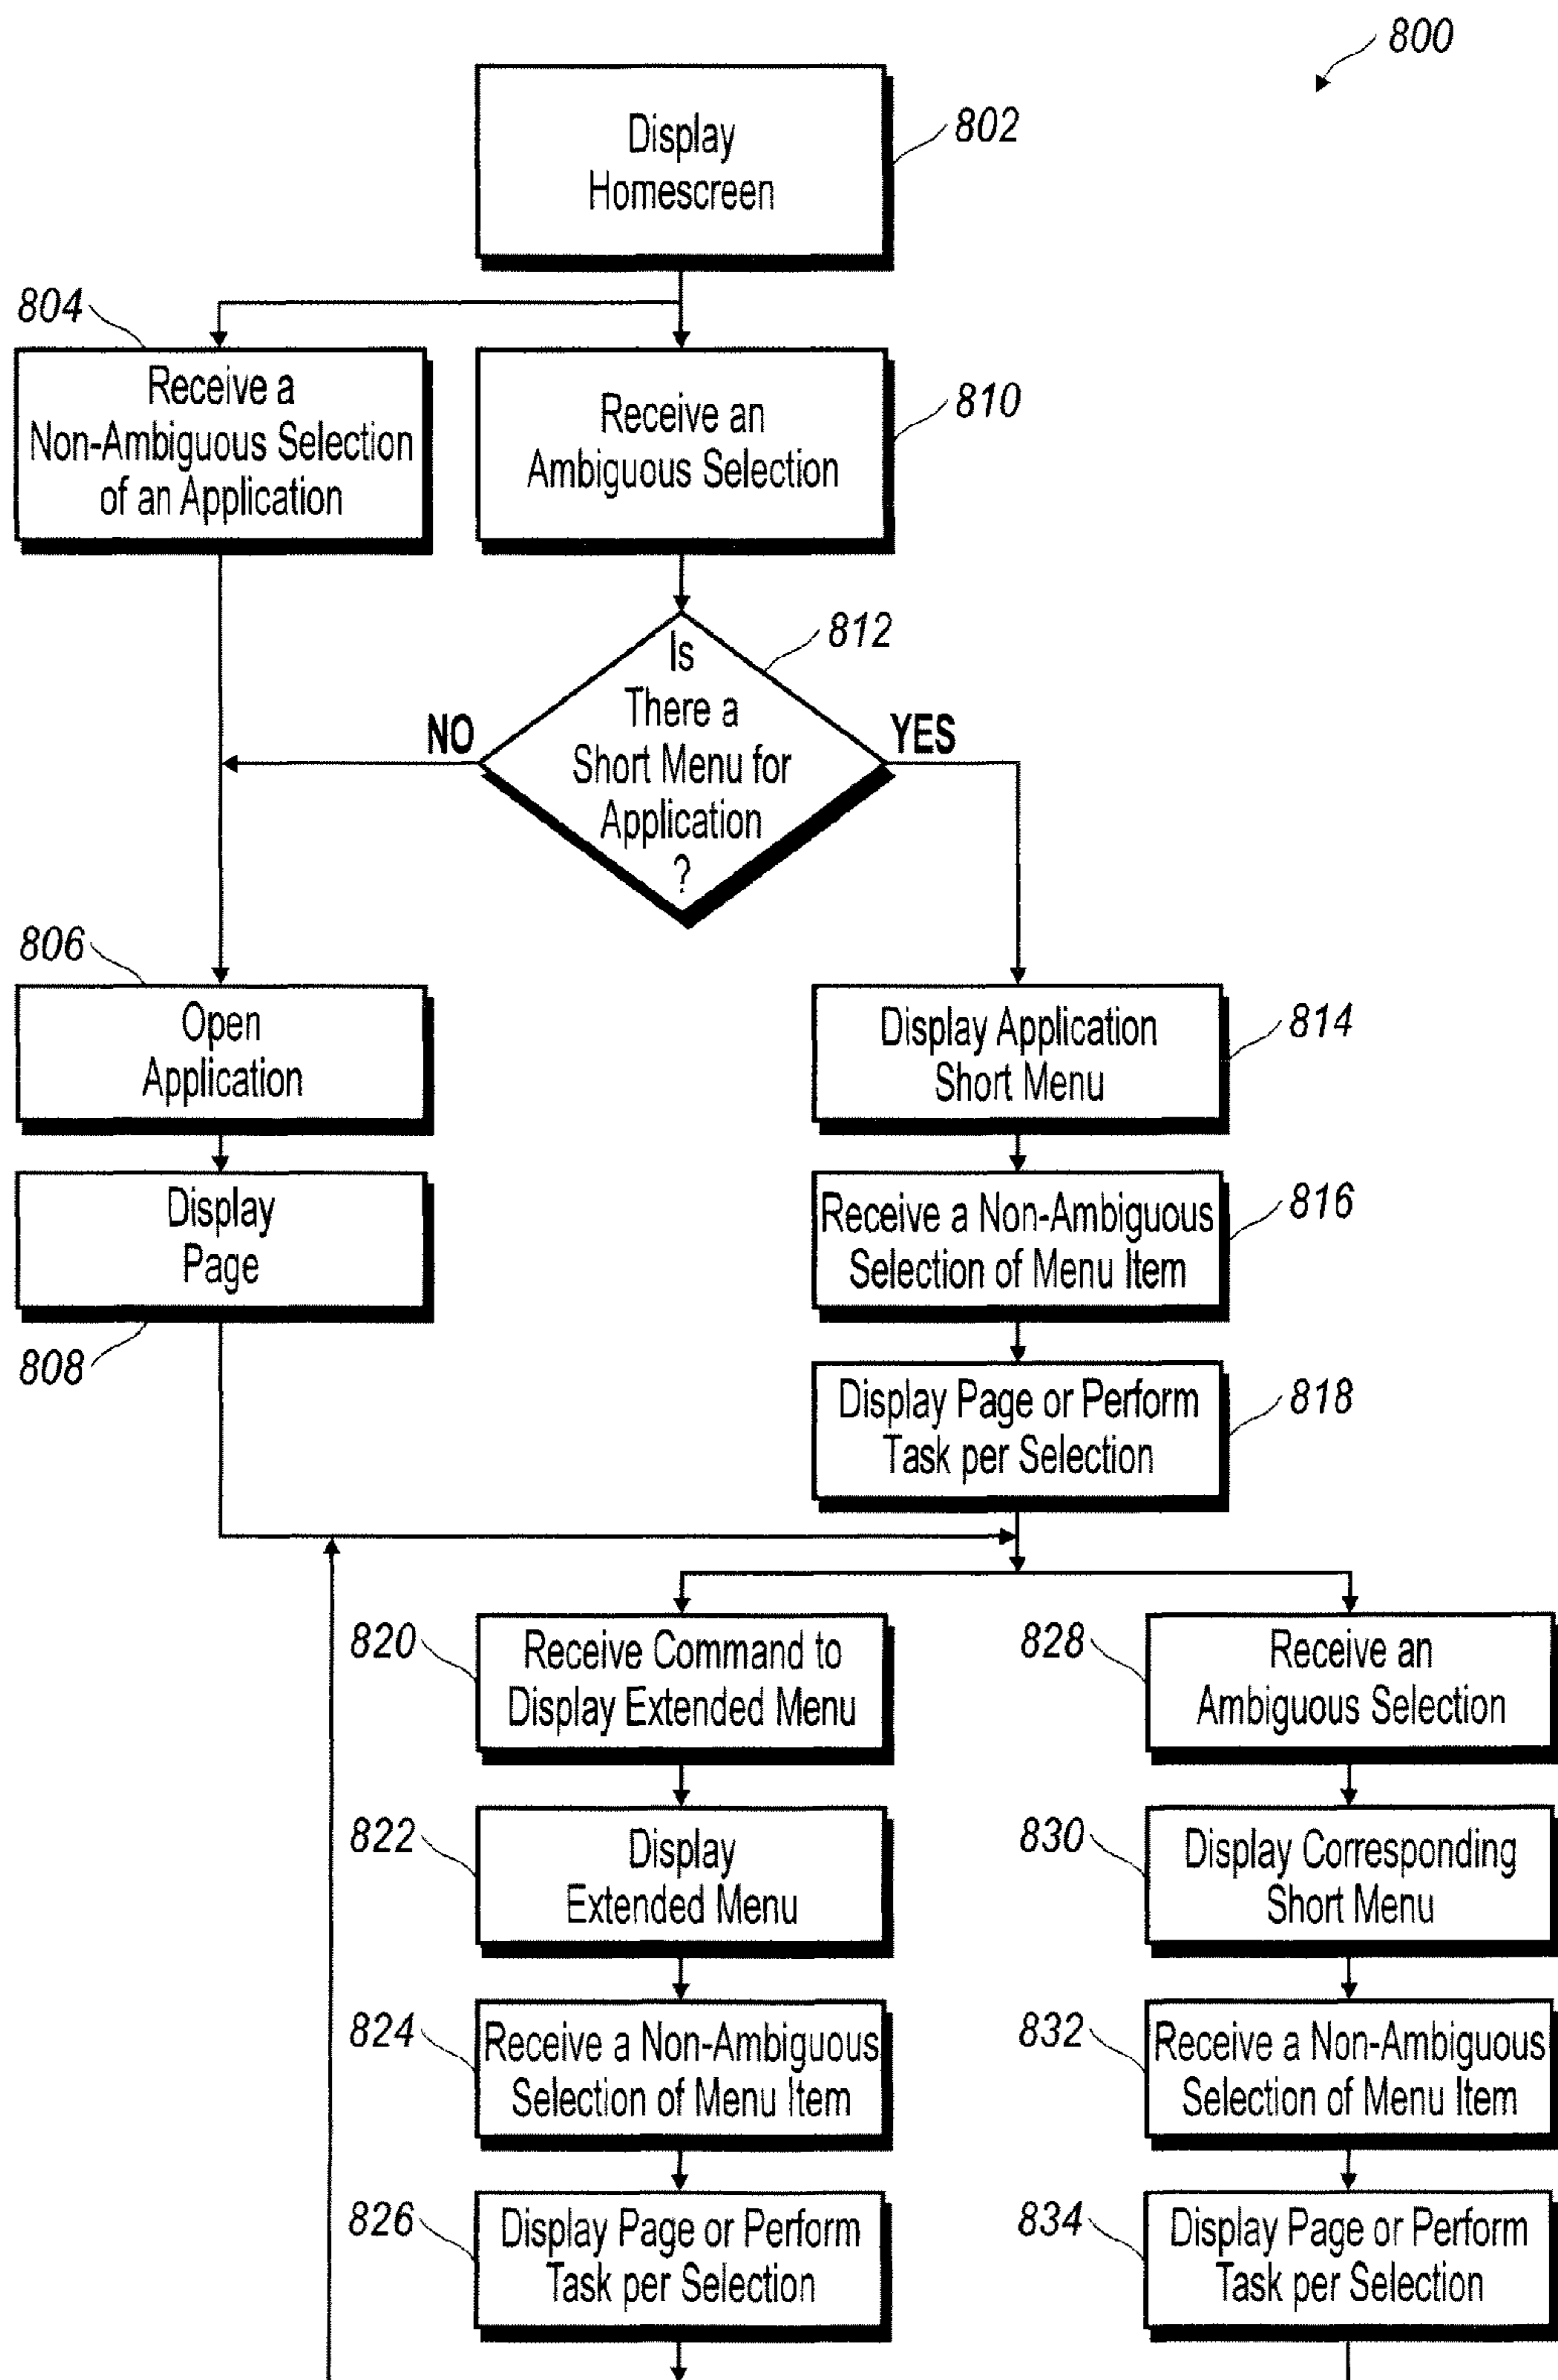 800
Display
Homescreen
802
804
Receive a
Non-Ambiguous Selection
of an Application
Receive an
Ambiguous Selection
810
Is
There a
Short Menu for
Application
?
812
NO
YES
806
Open
Application
Display Application
Short Menu
814
Display
Page
808
Receive a Non-Ambiguous
Selection of Menu Item
816
Display Page or Perform
Task per Selection
818
820
Receive Command to
Display Extended Menu
828
Receive an
Ambiguous Selection
822
Display
Extended Menu
830
Display Corresponding
Short Menu
824
Receive a Non-Ambiguous
Selection of Menu Item
832
Receive a Non-Ambiguous
Selection of Menu Item
826
Display Page or Perform
Task per Selection
834
Display Page or Perform
Task per Selection